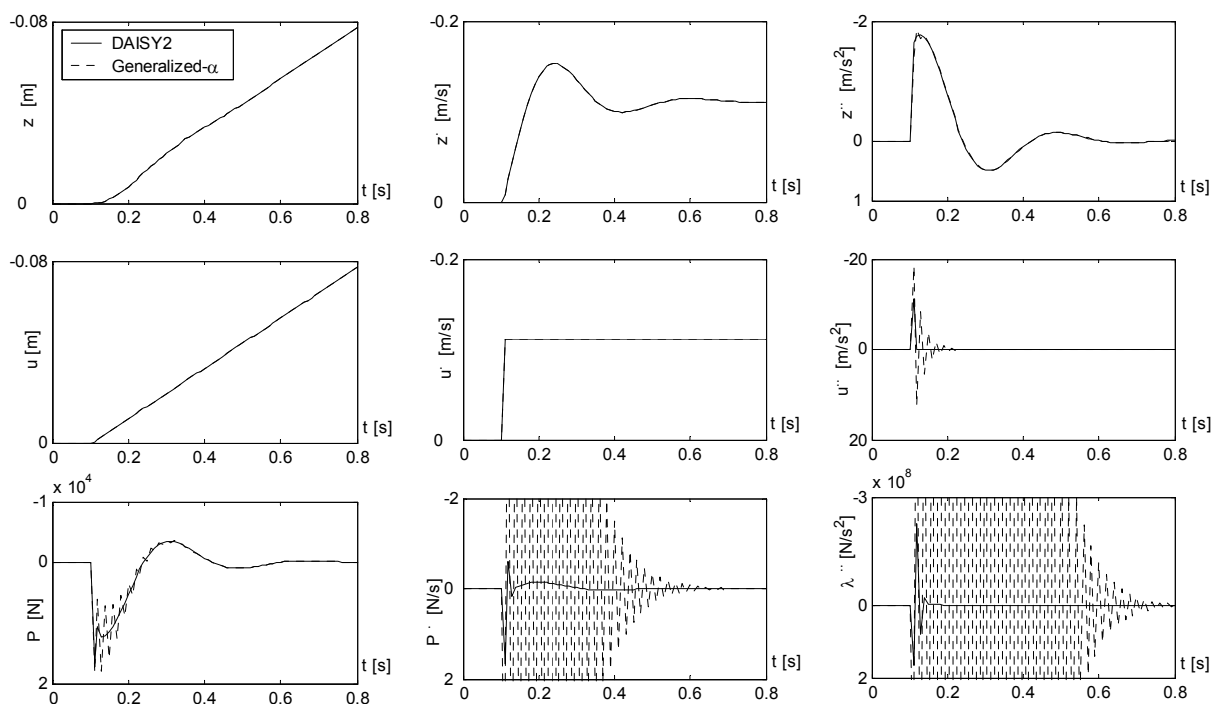 -0.08
DAISY2
Generalized-α
z [m]
t [s]
0
0 0.2 0.4 0.6 0.8
-0.2
z˙ [m/s]
t [s]
0
0 0.2 0.4 0.6 0.8
-2
z¨ [m/s²]
0
t [s]
1
0 0.2 0.4 0.6 0.8
-0.08
u [m]
t [s]
0
0 0.2 0.4 0.6 0.8
-0.2
u˙ [m/s]
t [s]
0
0 0.2 0.4 0.6 0.8
-20
u¨ [m/s²]
0
t [s]
20
0 0.2 0.4 0.6 0.8
x 10⁴
-1
0
P [N]
t [s]
2
0 0.2 0.4 0.6 0.8
-2
P˙ [N/s]
0
t [s]
2
0 0.2 0.4 0.6 0.8
x 10⁸
-3
λ¨ [N/s²]
0
t [s]
2
0 0.2 0.4 0.6 0.8